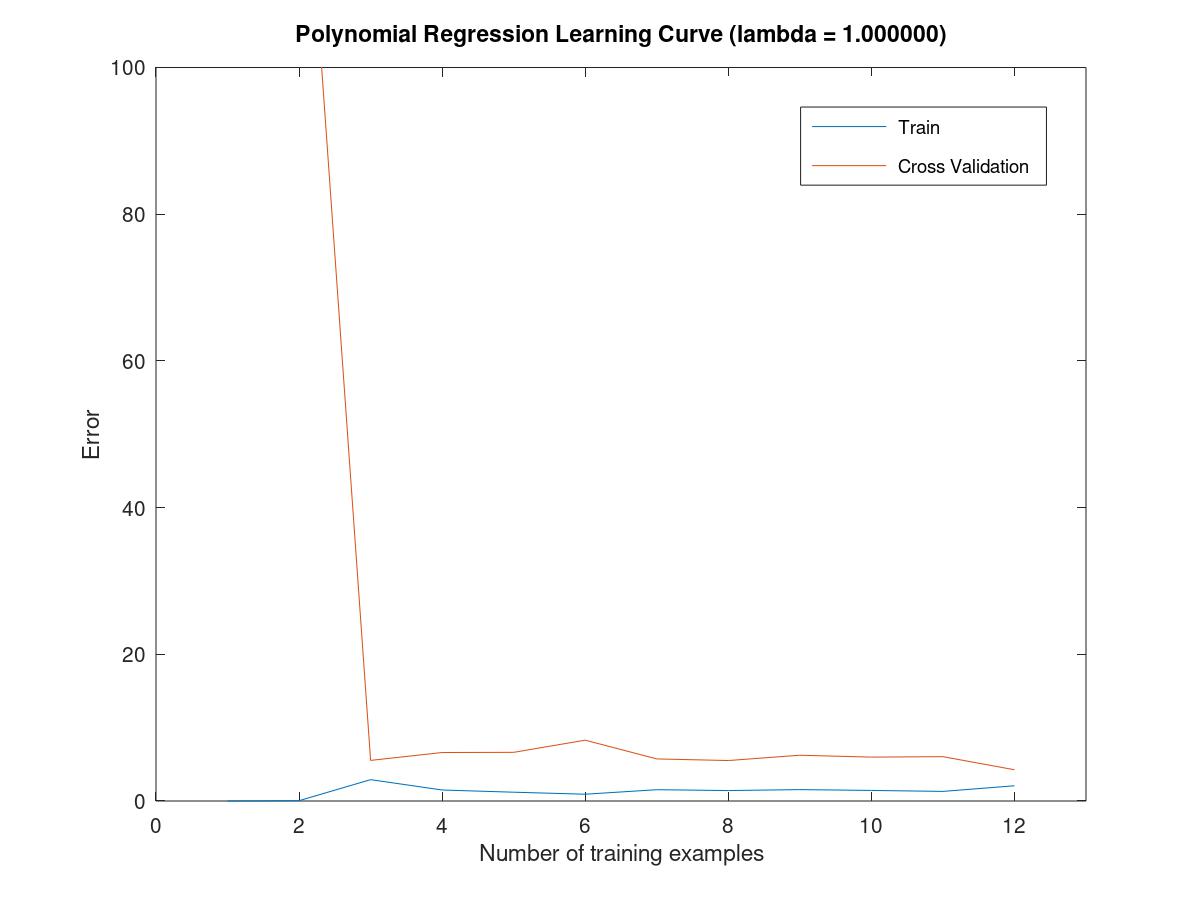 Polynomial Regression Learning Curve (lambda = 1.000000)
100
80
60
40
20
0
Error
Train
Cross Validation
0 2 4 6 8 10 12
Number of training examples